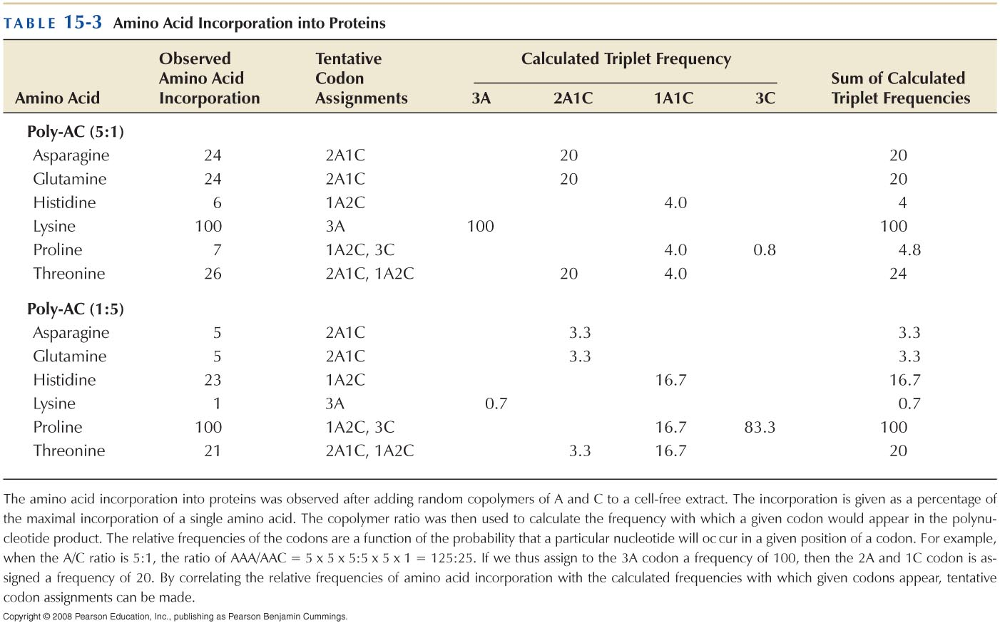 TABLE 15-3 Amino Acid Incorporation into Proteins
Observed Tentative Calculated Triplet Frequency
Amino Acid Codon Sum of Calculated
Amino Acid Incorporation Assignments 3A 2A1C 1A1C 3C Triplet Frequencies
Poly-AC (5:1)
Asparagine 24 2A1C 20 20
Glutamine 24 2A1C 20 20
Histidine 6 1A2C 4.0 4
Lysine 100 3A 100 100
Proline 7 1A2C, 3C 4.0 0.8 4.8
Threonine 26 2A1C, 1A2C 20 4.0 24
Poly-AC (1:5)
Asparagine 5 2A1C 3.3 3.3
Glutamine 5 2A1C 3.3 3.3
Histidine 23 1A2C 16.7 16.7
Lysine 1 3A 0.7 0.7
Proline 100 1A2C, 3C 16.7 83.3 100
Threonine 21 2A1C, 1A2C 3.3 16.7 20
The amino acid incorporation into proteins was observed after adding random copolymers of A and C to a cell-free extract. The incorporation is given as a percentage of
the maximal incorporation of a single amino acid. The copolymer ratio was then used to calculate the frequency with which a given codon would appear in the polynu-
cleotide product. The relative frequencies of the codons are a function of the probability that a particular nucleotide will oc cur in a given position of a codon. For example,
when the A/C ratio is 5:1, the ratio of AAA/AAC = 5 x 5 x 5:5 x 5 x 1 = 125:25. If we thus assign to the 3A codon a frequency of 100, then the 2A and 1C codon is as-
signed a frequency of 20. By correlating the relative frequencies of amino acid incorporation with the calculated frequencies with which given codons appear, tentative
codon assignments can be made.
Copyright © 2008 Pearson Education, Inc., publishing as Pearson Benjamin Cummings.